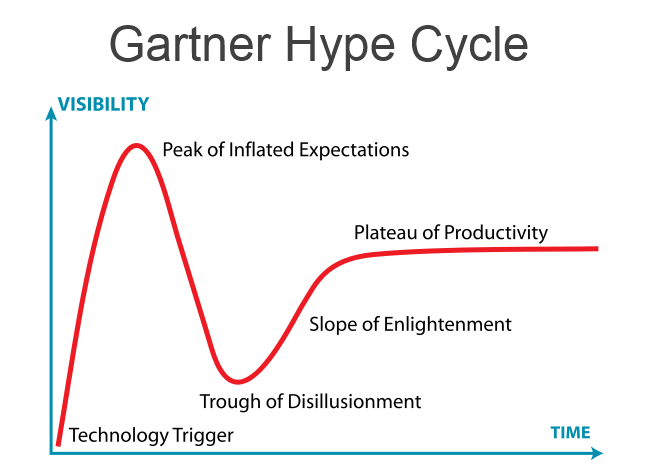 Gartner Hype Cycle
VISIBILITY
Peak of Inflated Expectations
Plateau of Productivity
Slope of Enlightenment
Trough of Disillusionment
Technology Trigger
TIME